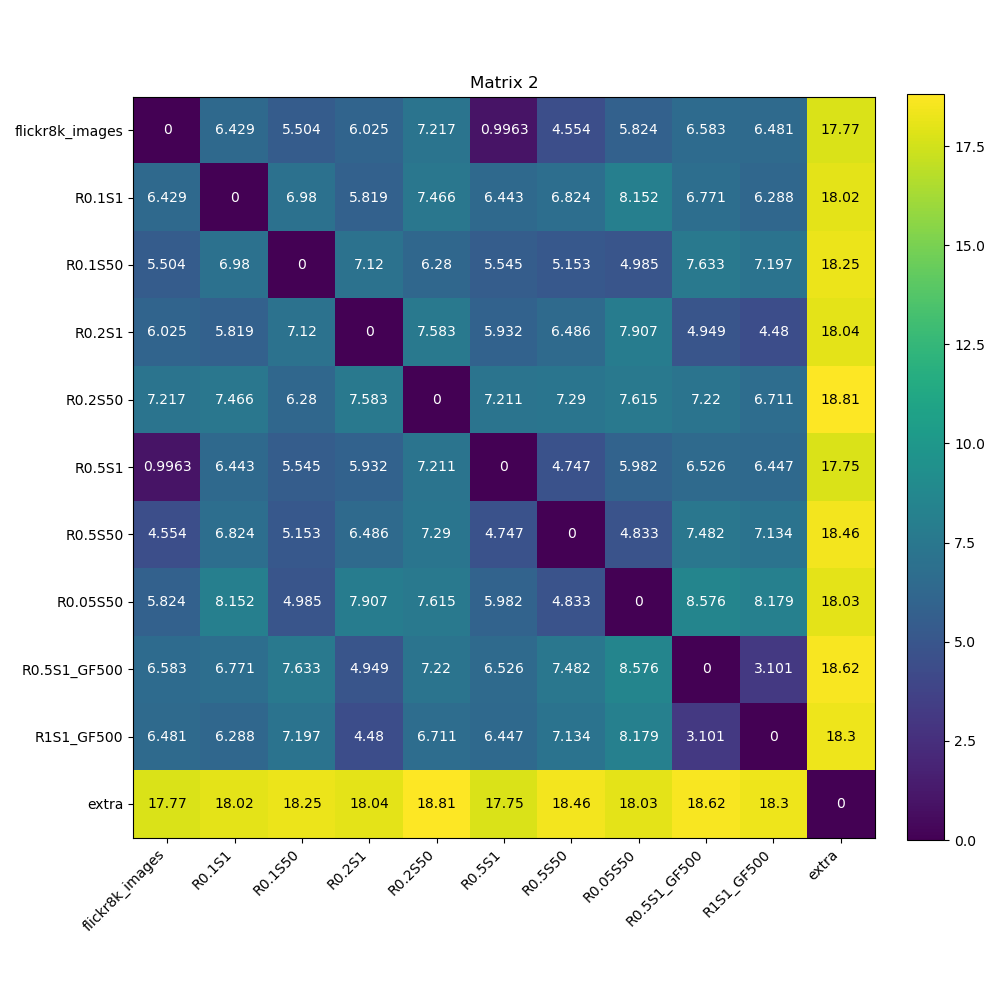 Matrix 2
flickr8k_images 0 6.429 5.504 6.025 7.217 0.9963 4.554 5.824 6.583 6.481 17.77
R0.1S1 6.429 0 6.98 5.819 7.466 6.443 6.824 8.152 6.771 6.288 18.02
R0.1S50 5.504 6.98 0 7.12 6.28 5.545 5.153 4.985 7.633 7.197 18.25
R0.2S1 6.025 5.819 7.12 0 7.583 5.932 6.486 7.907 4.949 4.48 18.04
R0.2S50 7.217 7.466 6.28 7.583 0 7.211 7.29 7.615 7.22 6.711 18.81
R0.5S1 0.9963 6.443 5.545 5.932 7.211 0 4.747 5.982 6.526 6.447 17.75
R0.5S50 4.554 6.824 5.153 6.486 7.29 4.747 0 4.833 7.482 7.134 18.46
R0.05S50 5.824 8.152 4.985 7.907 7.615 5.982 4.833 0 8.576 8.179 18.03
R0.5S1_GF500 6.583 6.771 7.633 4.949 7.22 6.526 7.482 8.576 0 3.101 18.62
R1S1_GF500 6.481 6.288 7.197 4.48 6.711 6.447 7.134 8.179 3.101 0 18.3
extra 17.77 18.02 18.25 18.04 18.81 17.75 18.46 18.03 18.62 18.3 0
flickr8k_images R0.1S1 R0.1S50 R0.2S1 R0.2S50 R0.5S1 R0.5S50 R0.05S50 R0.5S1_GF500 R1S1_GF500 extra
17.5
15.0
12.5
10.0
7.5
5.0
2.5
0.0